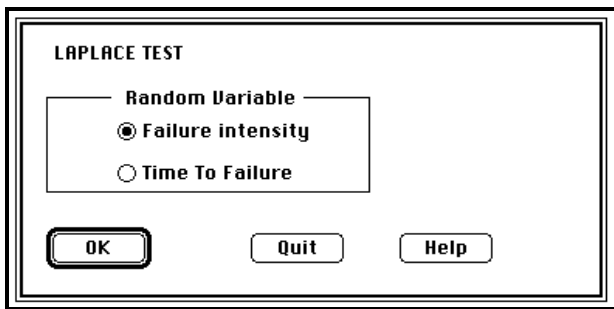 LAPLACE TEST
Random Variable
Failure intensity
Time To Failure
OK Quit Help